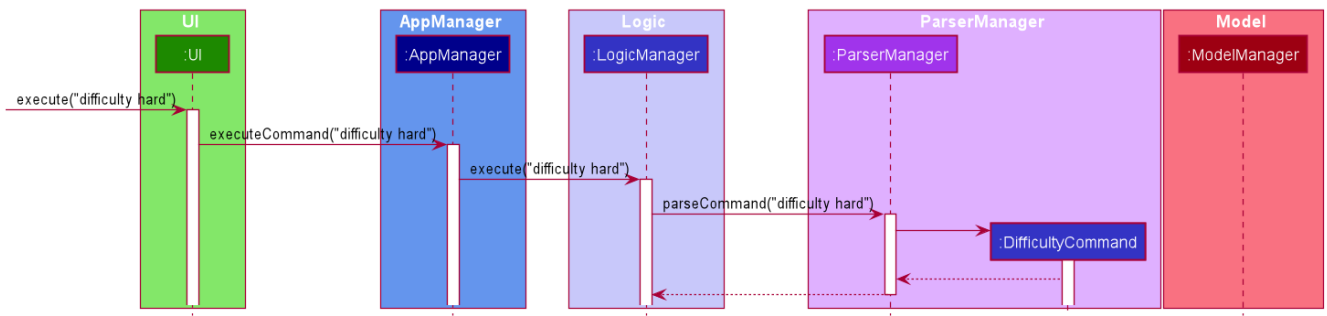 UI
AppManager
Logic
ParserManager
Model
:UI
:AppManager
:LogicManager
:ParserManager
:ModelManager
execute("difficulty hard")
executeCommand("difficulty hard")
execute("difficulty hard")
parseCommand("difficulty hard")
:DifficultyCommand